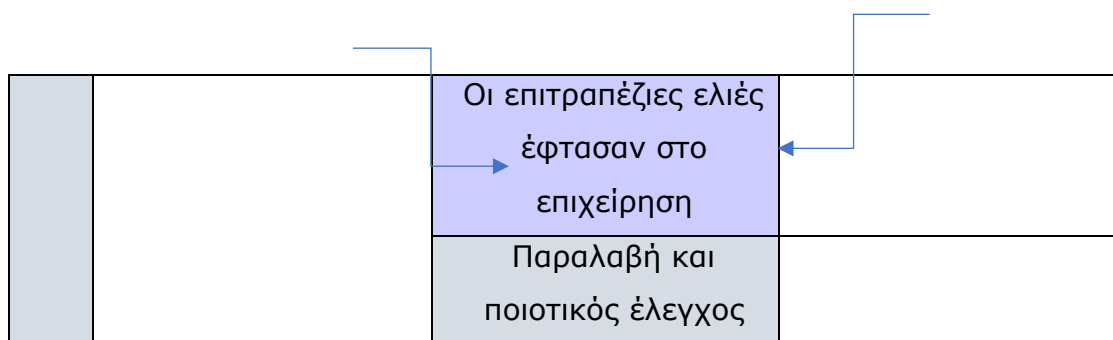 Οι επιτραπέζιες ελιές
έφτασαν στο
επιχείρηση
Παραλαβή και
ποιοτικός έλεγχος